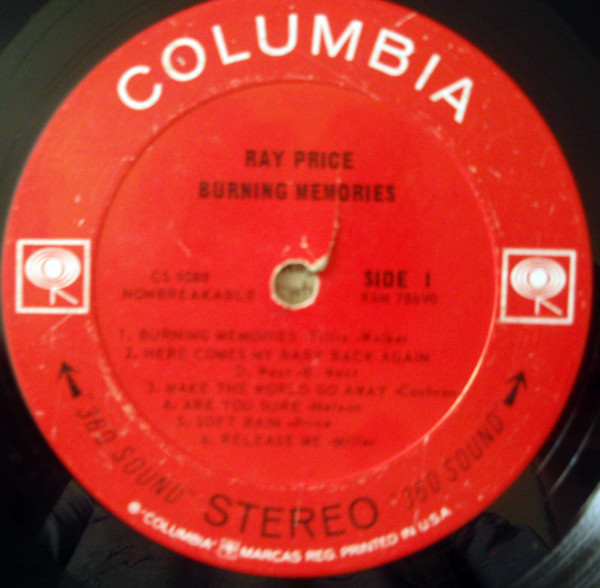 COLUMBIA
RAY PRICE
BURNING MEMORIES
CS 9089
NONBREAKABLE
SIDE 1
XSM 78690
1. BURNING MEMORIES -Tillis -Walker
2. HERE COMES MY BABY BACK AGAIN
D. West-B. West
3. MAKE THE WORLD GO AWAY -Cochran
4. ARE YOU SURE -Nelson
5. SOFT RAIN -Price
6. RELEASE ME -Miller
"360 SOUND" STEREO "360 SOUND"
® "COLUMBIA" MARCAS REG. PRINTED IN U.S.A.